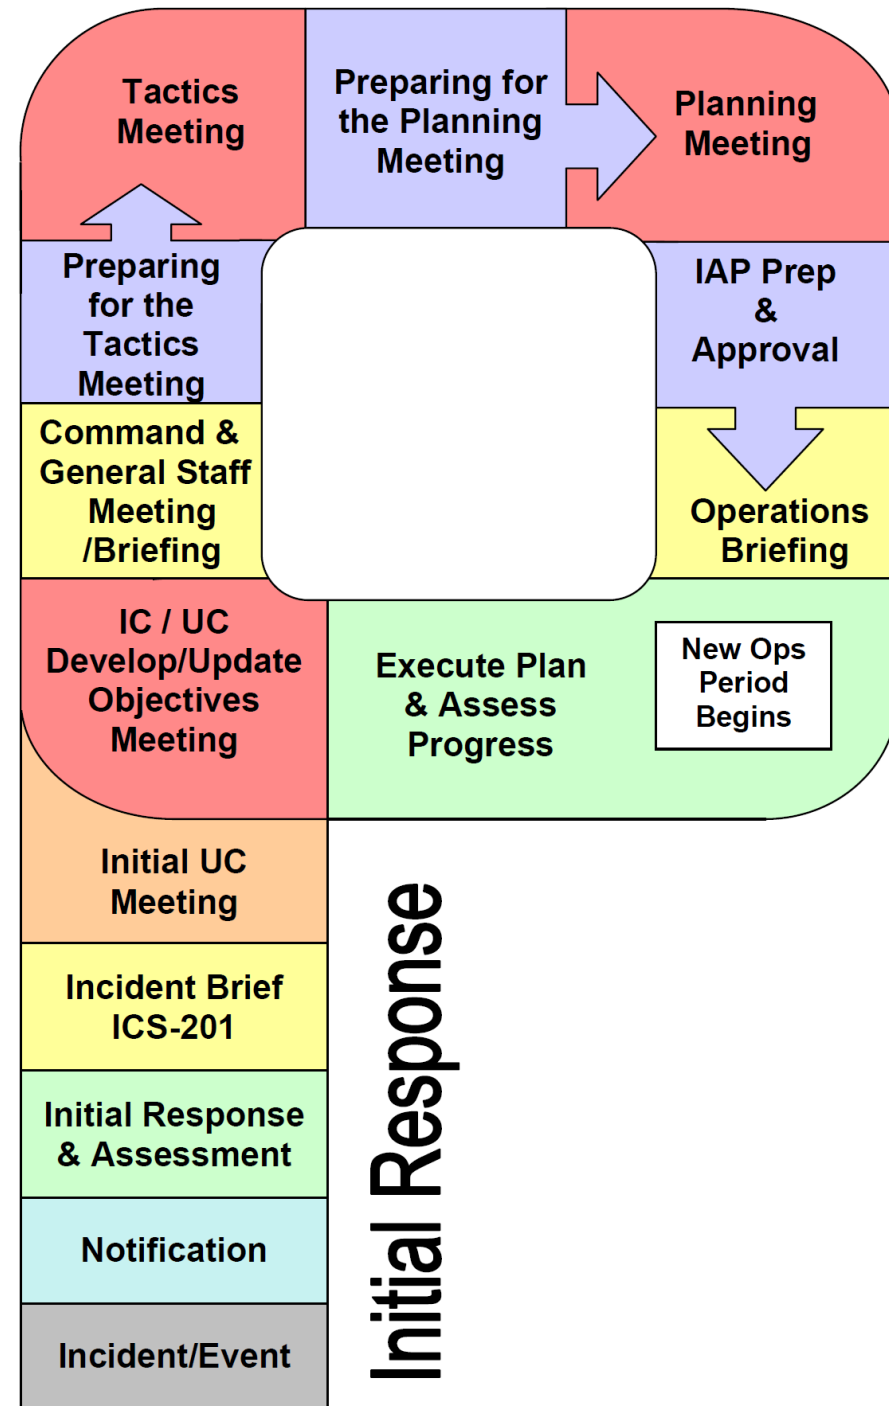 Tactics
Meeting
Preparing for
the Planning
Meeting
Planning
Meeting
Preparing
for the
Tactics
Meeting
IAP Prep
&
Approval
Command &
General Staff
Meeting
/Briefing
Operations
Briefing
IC / UC
Develop/Update
Objectives
Meeting
Execute Plan
& Assess
Progress
New Ops
Period
Begins
Initial UC
Meeting
Incident Brief
ICS-201
Initial Response
& Assessment
Notification
Incident/Event
Initial Response